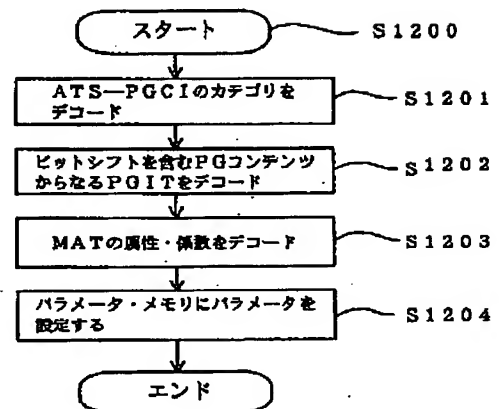 スタート
S1200
ATS—PGCIのカテゴリを
デコード
S1201
ビットシフトを含むPGコンテンツ
からなるPGITをデコード
S1202
MATの属性・係数をデコード
S1203
パラメータ・メモリにパラメータを
設定する
S1204
エンド